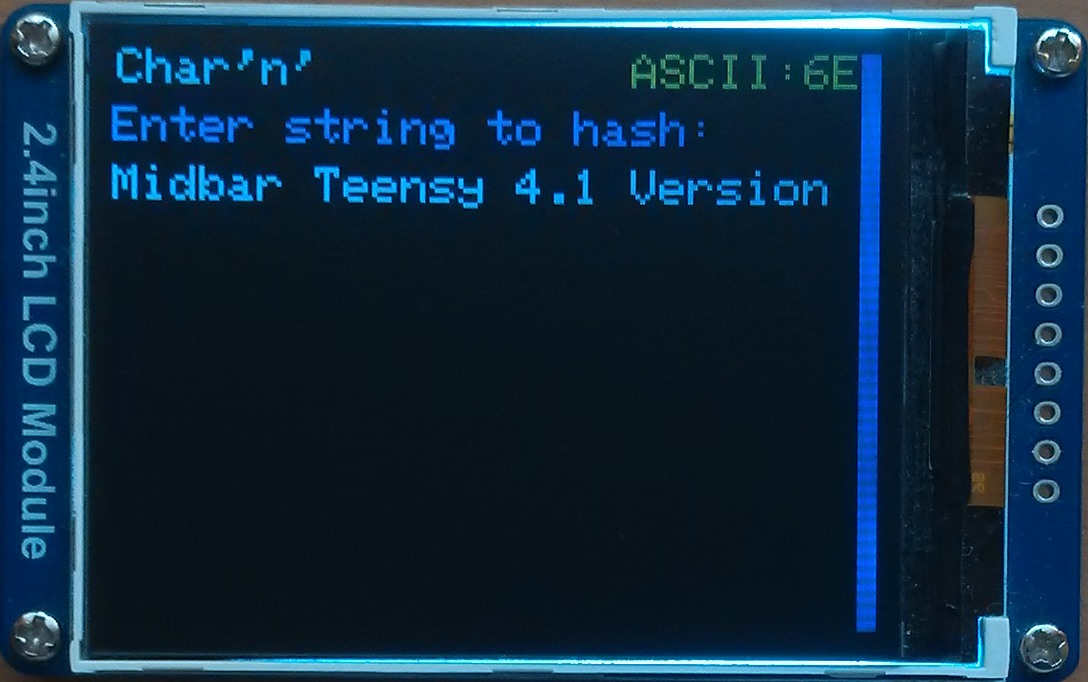 Char'n' ASCII:6E
Enter string to hash:
Midbar Teensy 4.1 Version
2.4inch LCD Module